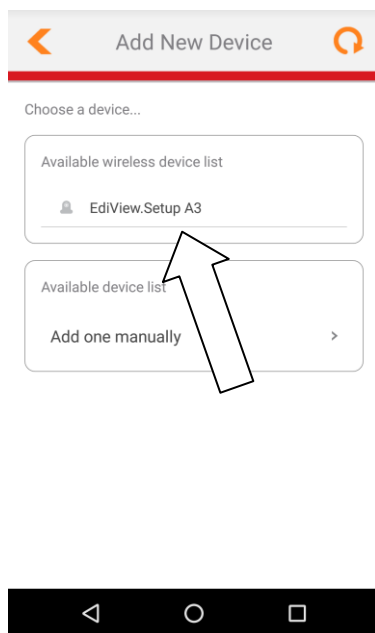 Add New Device
Choose a device...
Available wireless device list
EdiView.Setup A3
Available device list
Add one manually